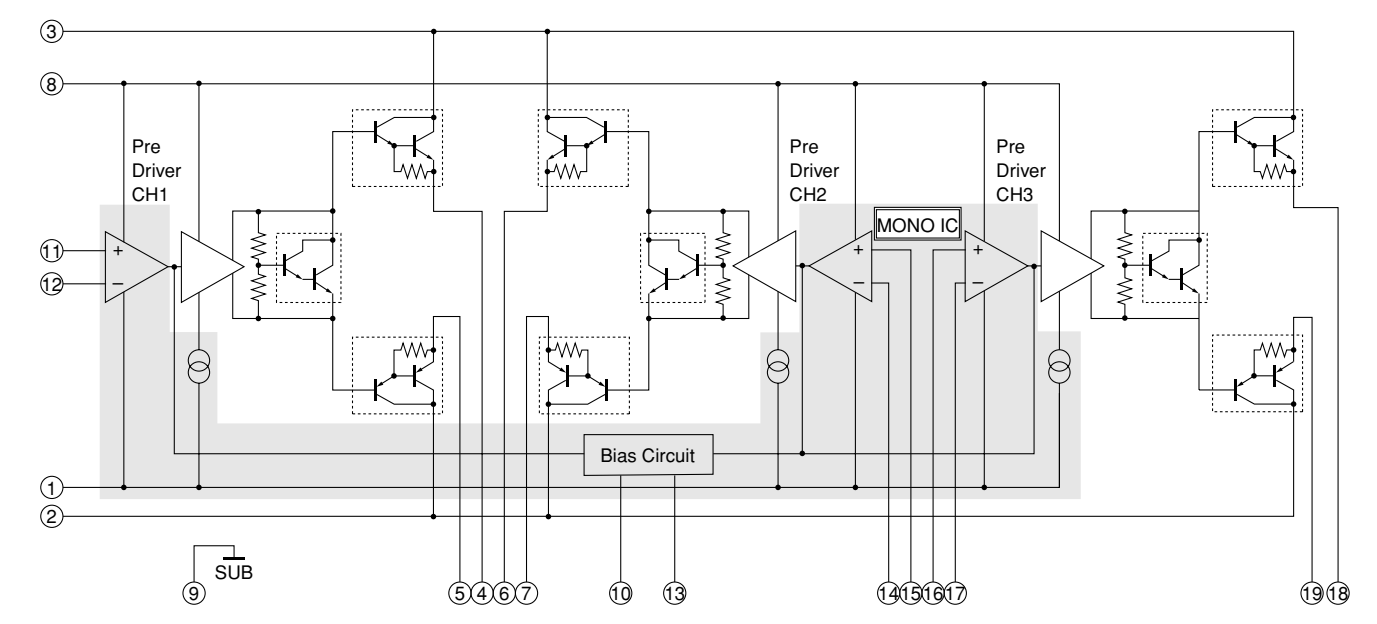 3
8
Pre
Driver
CH1
Pre
Driver
CH2
Pre
Driver
CH3
MONO IC
11
+
12
−
+
−
+
−
Bias Circuit
1
2
SUB
9
5
4
6
7
10
13
14
15
16
17
19
18